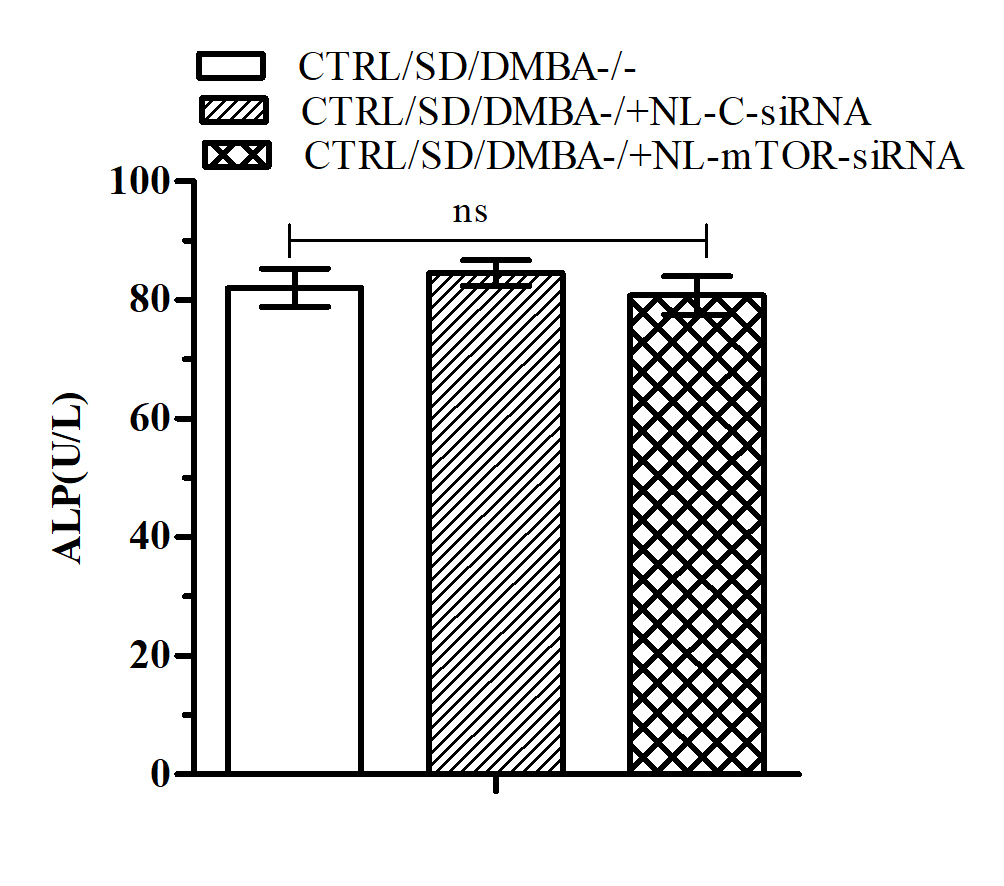 CTRL/SD/DMBA-/-
CTRL/SD/DMBA-/+NL-C-siRNA
CTRL/SD/DMBA-/+NL-mTOR-siRNA
100
ns
80
60
ALP(U/L)
40
20
0